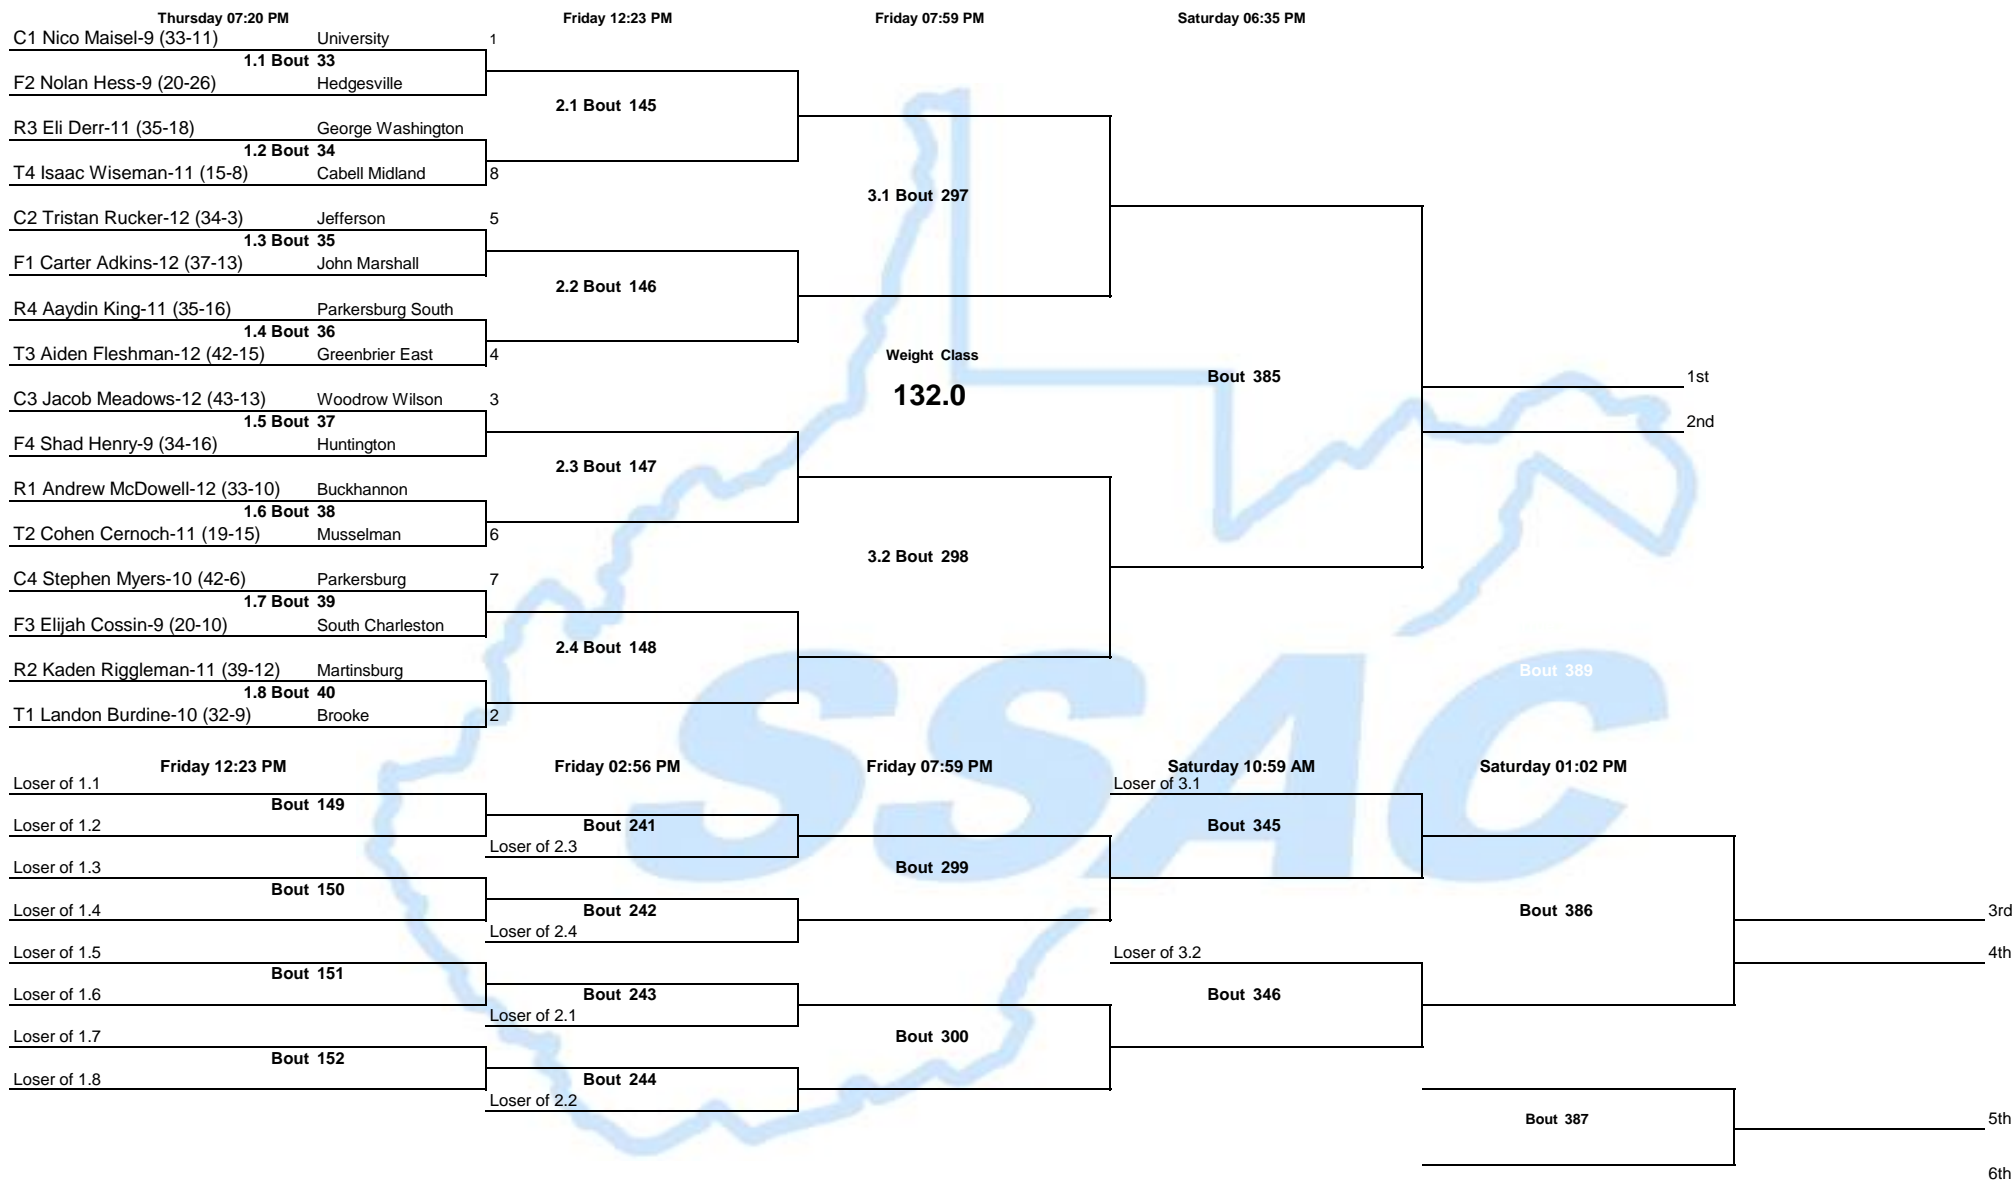 Thursday 07:20 PM Friday 12:23 PM Friday 07:59 PM Saturday 06:35 PM
C1 Nico Maisel-9 (33-11) University 1
1.1 Bout 33
F2 Nolan Hess-9 (20-26) Hedgesville
2.1 Bout 145
R3 Eli Derr-11 (35-18) George Washington
1.2 Bout 34
T4 Isaac Wiseman-11 (15-8) Cabell Midland 8
3.1 Bout 297
C2 Tristan Rucker-12 (34-3) Jefferson 5
1.3 Bout 35
F1 Carter Adkins-12 (37-13) John Marshall
2.2 Bout 146
R4 Aaydin King-11 (35-16) Parkersburg South
1.4 Bout 36
T3 Aiden Fleshman-12 (42-15) Greenbrier East 4
Weight Class
Bout 385
1st
132.0
C3 Jacob Meadows-12 (43-13) Woodrow Wilson 3
1.5 Bout 37
2nd
F4 Shad Henry-9 (34-16) Huntington
2.3 Bout 147
R1 Andrew McDowell-12 (33-10) Buckhannon
1.6 Bout 38
T2 Cohen Cernoch-11 (19-15) Musselman 6
3.2 Bout 298
C4 Stephen Myers-10 (42-6) Parkersburg 7
1.7 Bout 39
F3 Elijah Cossin-9 (20-10) South Charleston
2.4 Bout 148
R2 Kaden Riggleman-11 (39-12) Martinsburg
Bout 389
1.8 Bout 40
T1 Landon Burdine-10 (32-9) Brooke 2
SSAC
Friday 12:23 PM Friday 02:56 PM Friday 07:59 PM Saturday 10:59 AM Saturday 01:02 PM
Loser of 1.1 Loser of 3.1
Bout 149
Loser of 1.2 Bout 241 Bout 345
Loser of 2.3
Loser of 1.3 Bout 299
Bout 150
Loser of 1.4 Bout 242 Bout 386 3rd
Loser of 2.4
Loser of 1.5 Loser of 3.2 4th
Bout 151
Loser of 1.6 Bout 243 Bout 346
Loser of 2.1
Loser of 1.7 Bout 300
Bout 152
Loser of 1.8 Bout 244
Loser of 2.2
Bout 387 5th
6th